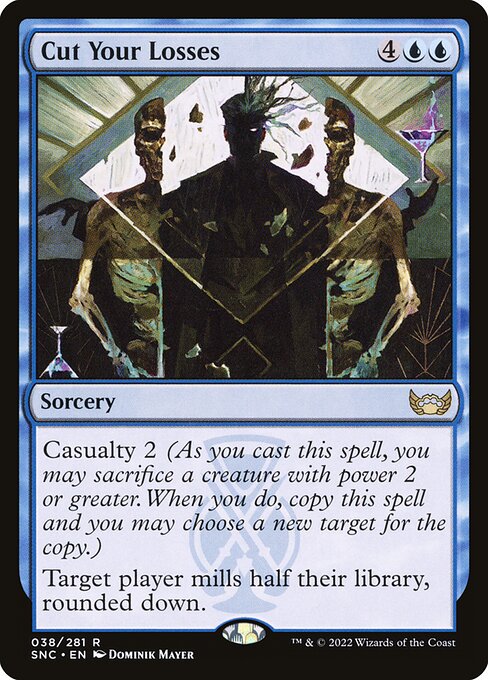 Cut Your Losses 4
Sorcery
Casualty 2 (As you cast this spell, you
may sacrifice a creature with power 2
or greater. When you do, copy this spell
and you may choose a new target for the
copy.)
Target player mills half their library,
rounded down.
038/281 R
SNC • EN Dominik Mayer
™ & © 2022 Wizards of the Coast